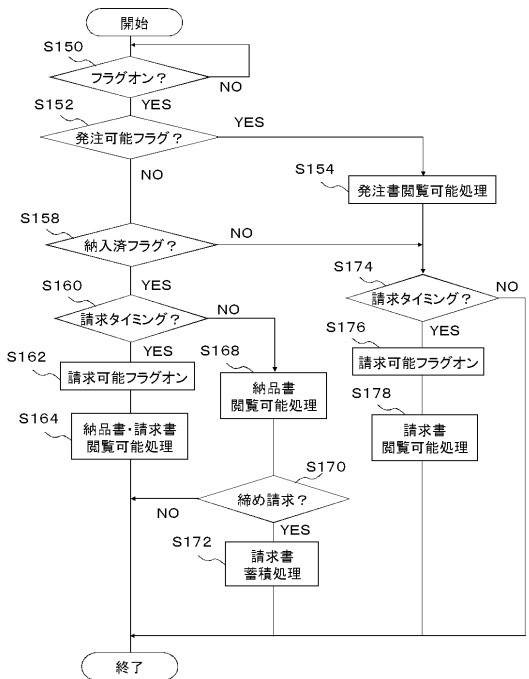 開始
S150
フラグオン？
NO
YES
S152
発注可能フラグ？
YES
NO
S154
発注書閲覧可能処理
S158
納入済フラグ？
NO
YES
S174
請求タイミング？
NO
YES
S160
請求タイミング？
NO
YES
S176
請求可能フラグオン
S162
請求可能フラグオン
S168
納品書
閲覧可能処理
S178
請求書
閲覧可能処理
S164
納品書・請求書
閲覧可能処理
S170
締め請求？
NO
YES
S172
請求書
蓄積処理
終了